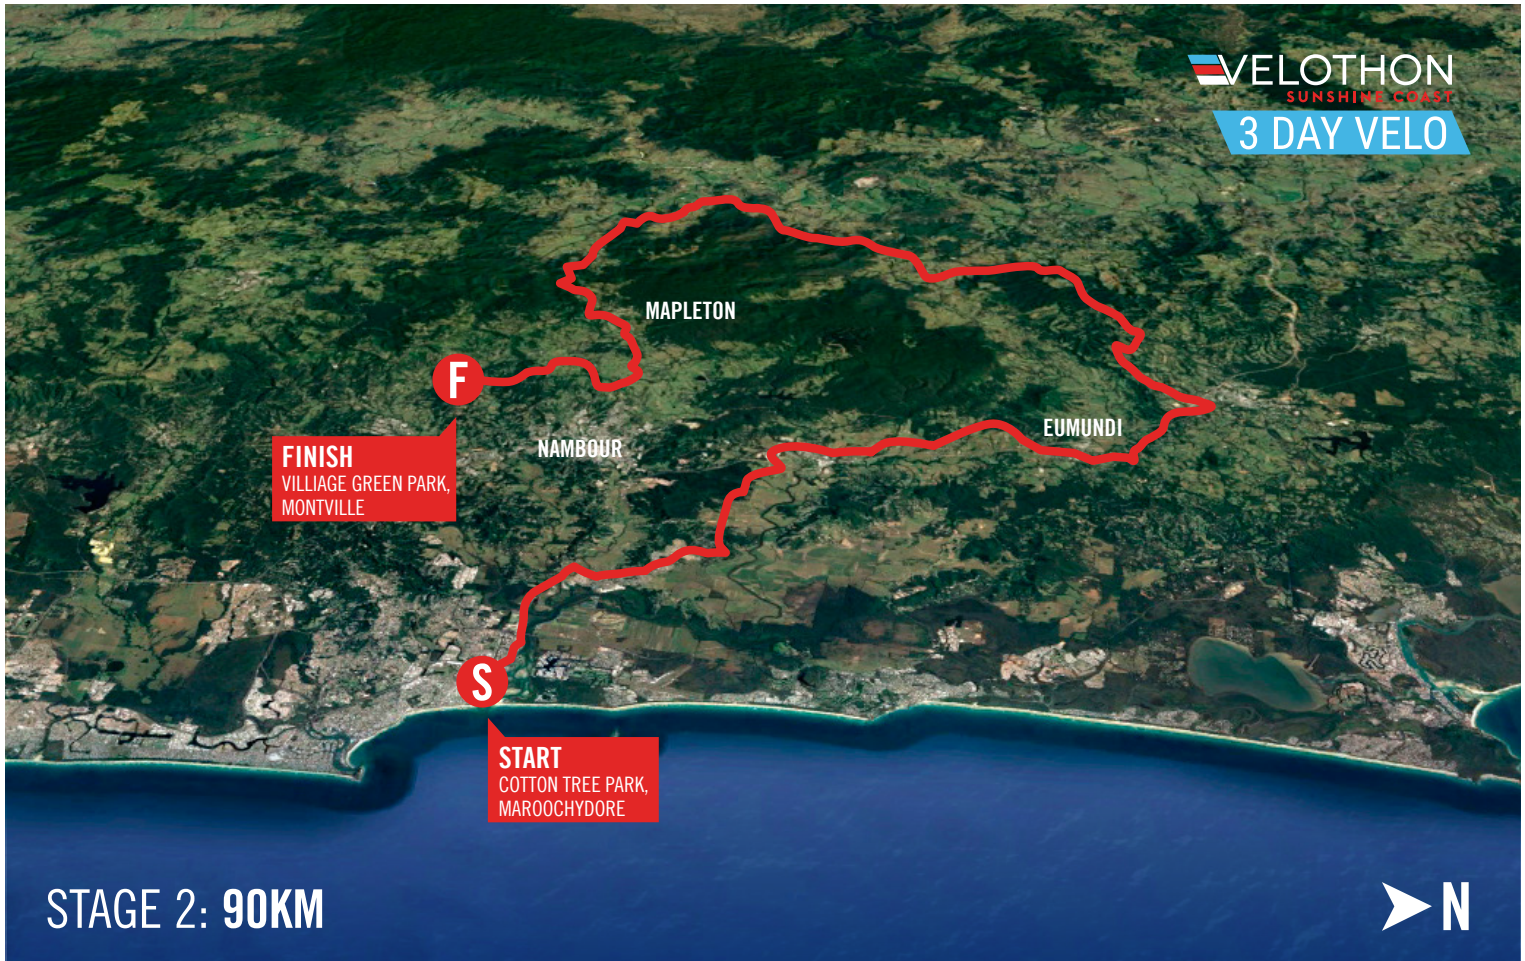 VELOTHON
SUNSHINE COAST
3 DAY VELO
MAPLETON
F
EUMUNDI
NAMBOUR
FINISH
VILLIAGE GREEN PARK,
MONTVILLE
S
START
COTTON TREE PARK,
MAROOCHYDORE
STAGE 2: 90KM
N